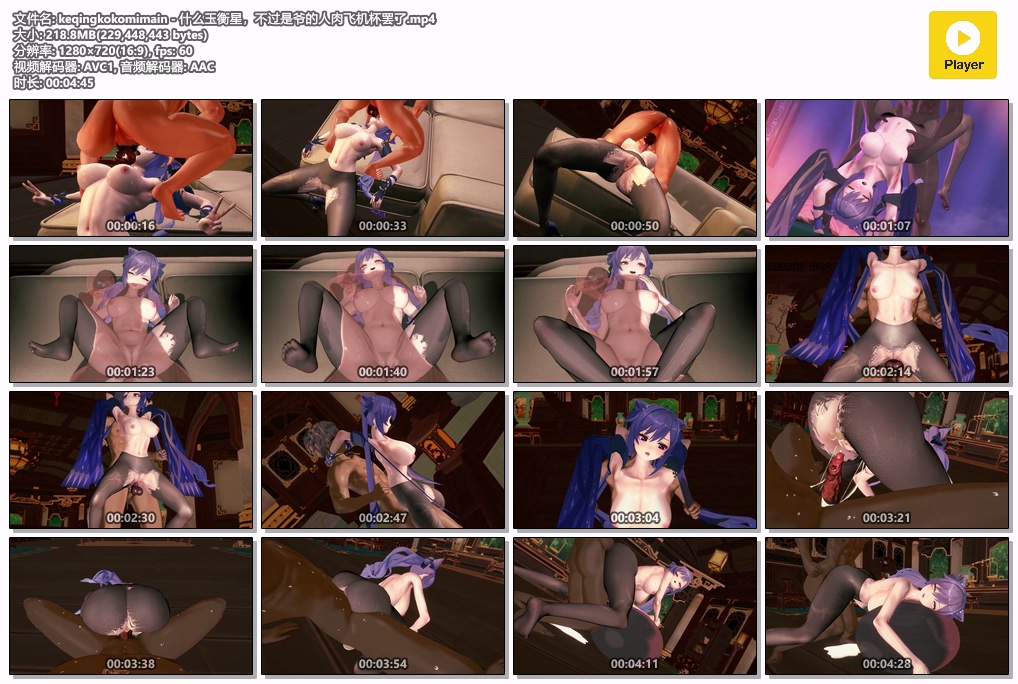 文件名: keqingkokomimain - 什么玉衡星，不过是爷的人肉飞机杯罢了.mp4
大小: 218.8MB(229,448,443 bytes)
分辨率: 1280×720(16:9), fps: 60
视频解码器: AVC1, 音频解码器: AAC
时长: 00:04:45
Player
00:00:16
00:00:33
00:00:50
00:01:07
00:01:23
00:01:40
00:01:57
00:02:14
00:02:30
00:02:47
00:03:04
00:03:21
00:03:38
00:03:54
00:04:11
00:04:28